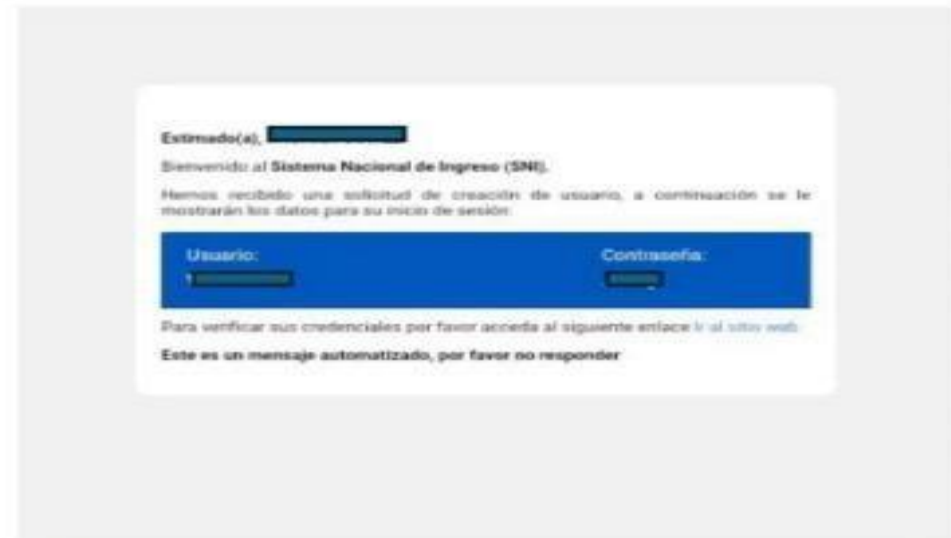 Estimado(a),
Bienvenido al Sistema Nacional de Ingreso (SNI).
Hemos recibido una solicitud de creación de usuario, a continuación se le
mostrarán los datos para su inicio de sesión:
Usuario: Contraseña:
Para verificar sus credenciales por favor acceda al siguiente enlace Ir al sitio web.
Este es un mensaje automatizado, por favor no responder